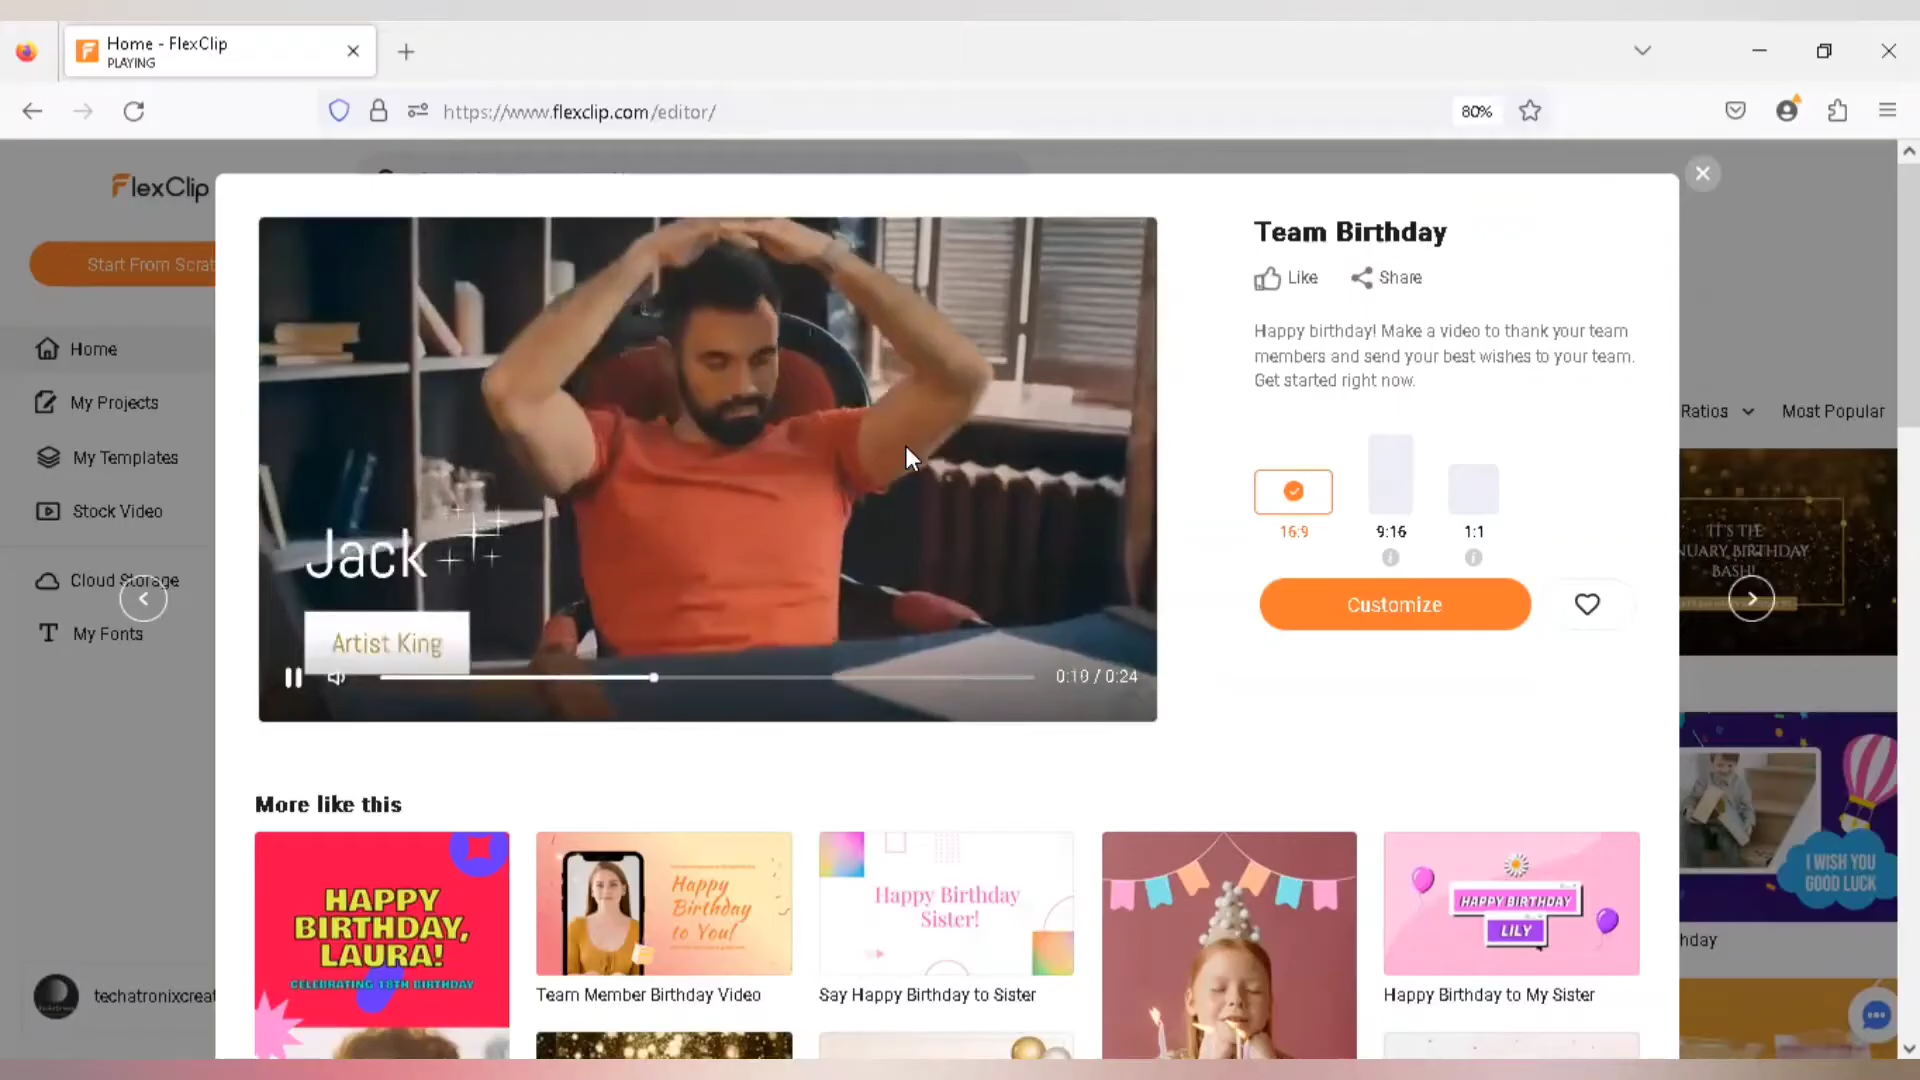 Home - FlexClip
PLAYING
https://www.flexclip.com/editor/
80%
FlexClip
Start From Scrat
Home
My Projects
My Templates
Stock Video
Cloud Storage
My Fonts
techatronixcreat
Jack
Artist King
0:10 / 0:24
Team Birthday
Like
Share
Happy birthday! Make a video to thank your team
members and send your best wishes to your team.
Get started right now.
16:9
9:16
1:1
Customize
Ratios
Most Popular
IT'S THE
NUARY BIRTHDAY
BASH!
I WISH YOU
GOOD LUCK
hday
More like this
HAPPY
BIRTHDAY,
LAURA!
CELEBRATING 18TH BIRTHDAY
Happy
Birthday
to You!
Team Member Birthday Video
Happy Birthday
Sister!
Say Happy Birthday to Sister
HAPPY BIRTHDAY
LILY
Happy Birthday to My Sister